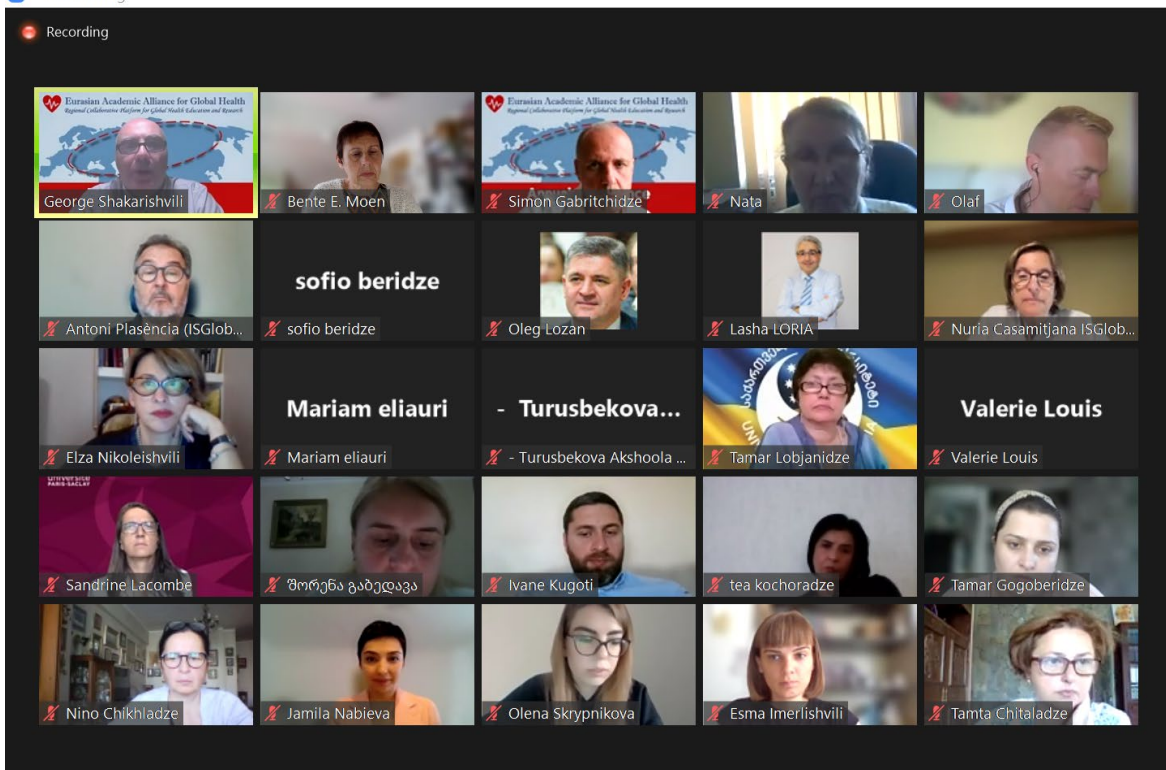 Recording
Eurasian Academic Alliance for Global Health
Regional Collaborative Platform for Global Health Education and Research
George Shakarishvili
Bente E. Moen
Eurasian Academic Alliance for Global Health
Regional Collaborative Platform for Global Health Education and Research
Simon Gabritchidze
Nata
Olaf
Antoni Plasència (ISGlob...
sofio beridze
sofio beridze
Oleg Lozan
Lasha LORIA
Nuria Casamitjana ISGlob...
Elza Nikoleishvili
Mariam eliauri
Mariam eliauri
- Turusbekova...
- Turusbekova Akshoola ...
Tamar Lobjanidze
Valerie Louis
Valerie Louis
université
PARIS-SACLAY
Sandrine Lacombe
შორენა გაბედავა
Ivane Kugoti
tea kochoradze
Tamar Gogoberidze
Nino Chikhladze
Jamila Nabieva
Olena Skrypnikova
Esma Imerlishvili
Tamta Chitaladze